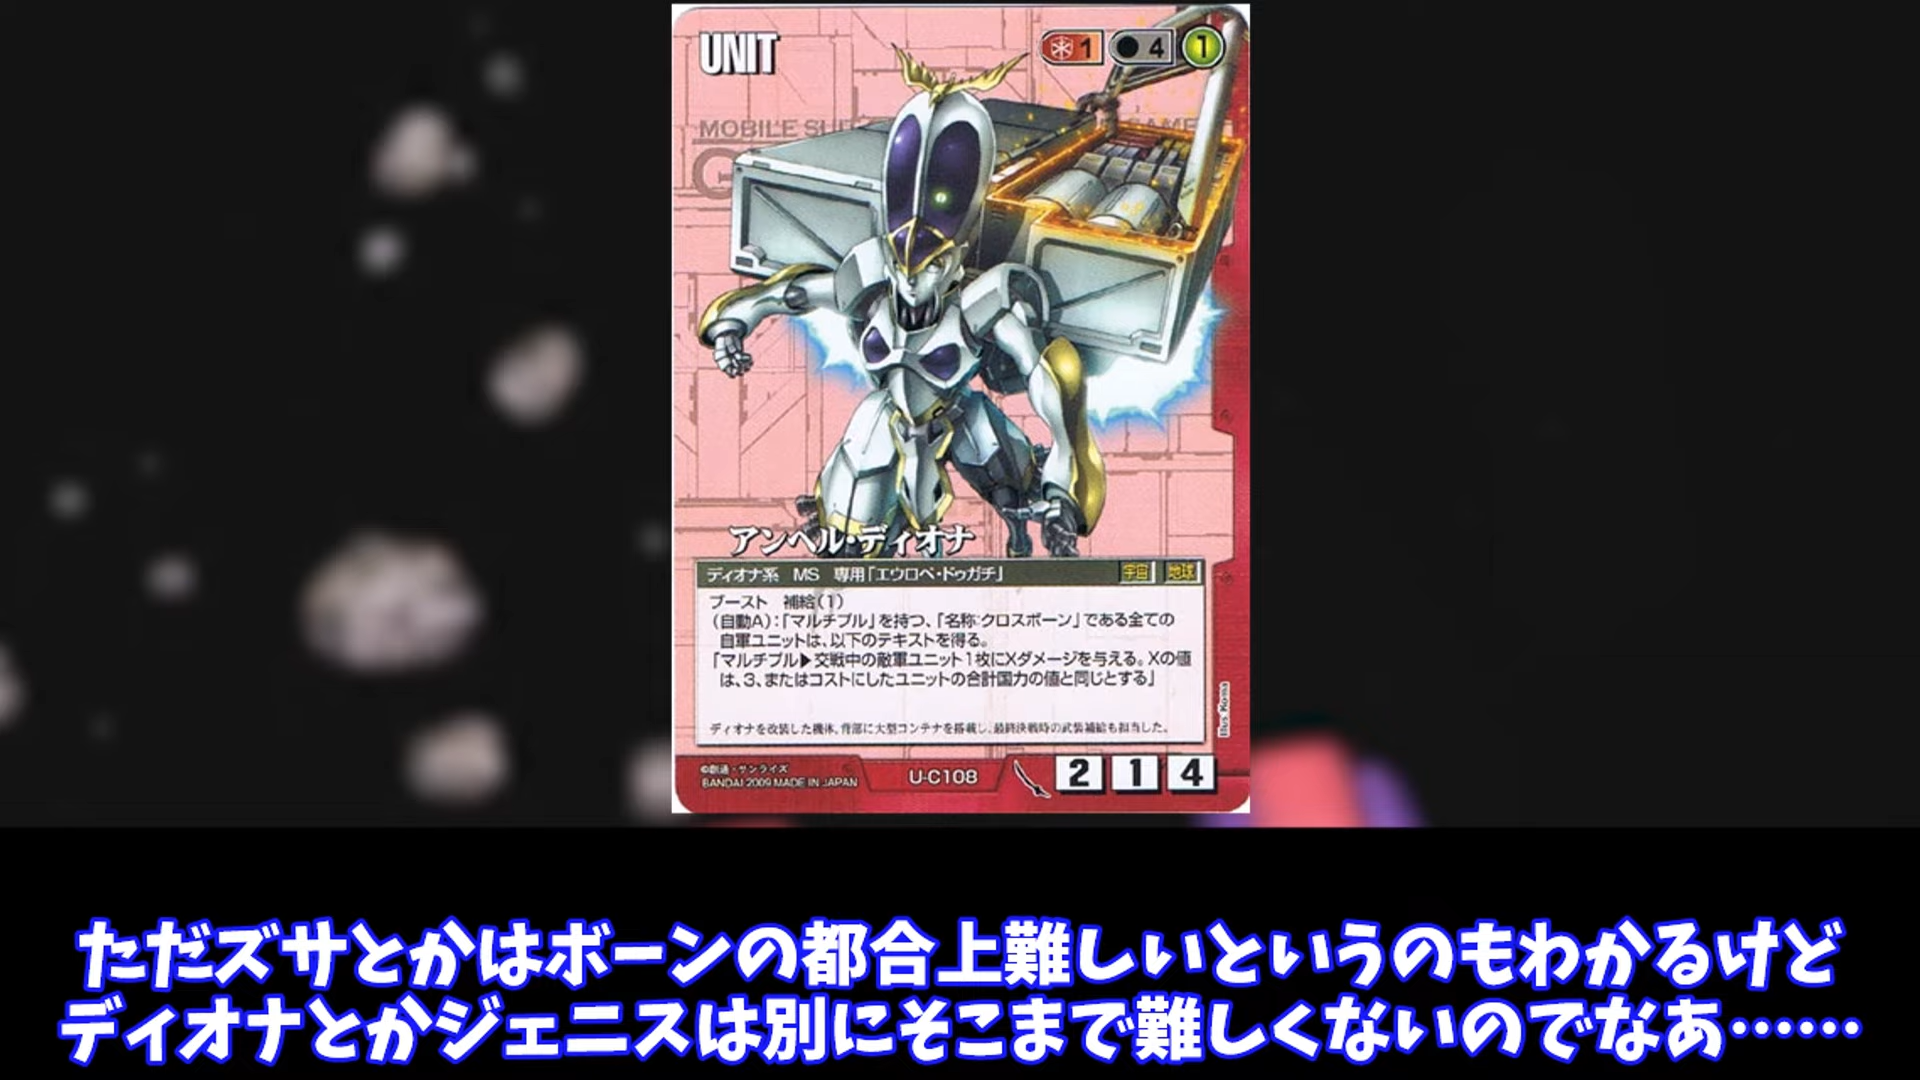 UNIT
1 4 1
MOBILE SUIT
アンヘル・ディオナ
ディオナ系 MS 専用「エウロペ・ドゥガチ」 宇宙 地球
ブースト 補給(1)
(自動A):「マルチプル」を持つ、「名称:クロスボーン」である全ての
自軍ユニットは、以下のテキストを得る。
「マルチプル▶交戦中の敵軍ユニット1枚にXダメージを与える。Xの値
は、3、またはコストにしたユニットの合計国力の値と同じとする」
ディオナを改装した機体。背部に大型コンテナを搭載し、最終決戦時の武装補給も担当した。
Illus. Koma
©創通・サンライズ
BANDAI 2009 MADE IN JAPAN
U-C108
2 1 4
ただズサとかはボーンの都合上難しいというのもわかるけど
ディオナとかジェニスは別にそこまで難しくないのでなあ……